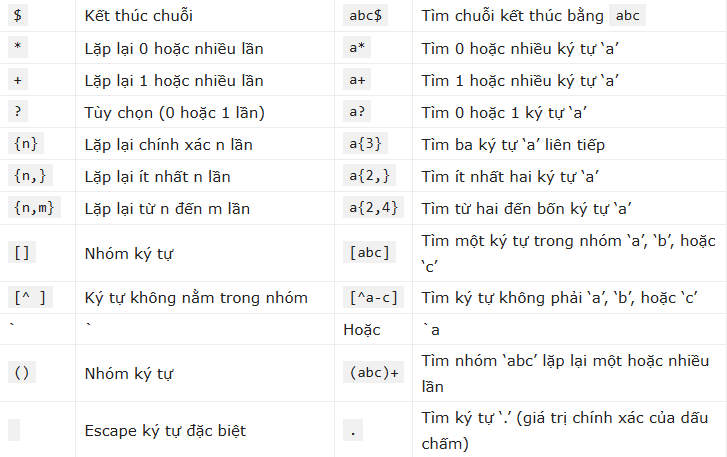 $ Kết thúc chuỗi abc$ Tìm chuỗi kết thúc bằng abc
* Lặp lại 0 hoặc nhiều lần a* Tìm 0 hoặc nhiều ký tự ‘a’
+ Lặp lại 1 hoặc nhiều lần a+ Tìm 1 hoặc nhiều ký tự ‘a’
? Tùy chọn (0 hoặc 1 lần) a? Tìm 0 hoặc 1 ký tự ‘a’
{n} Lặp lại chính xác n lần a{3} Tìm ba ký tự ‘a’ liên tiếp
{n,} Lặp lại ít nhất n lần a{2,} Tìm ít nhất hai ký tự ‘a’
{n,m} Lặp lại từ n đến m lần a{2,4} Tìm từ hai đến bốn ký tự ‘a’
[] Nhóm ký tự [abc] Tìm một ký tự trong nhóm ‘a’, ‘b’, hoặc
‘c’
[^ ] Ký tự không nằm trong nhóm [^a-c] Tìm ký tự không phải ‘a’, ‘b’, hoặc ‘c’
` ` Hoặc `a
() Nhóm ký tự (abc)+ Tìm nhóm ‘abc’ lặp lại một hoặc nhiều
lần
Escape ký tự đặc biệt . Tìm ký tự ‘.’ (giá trị chính xác của dấu
chấm)